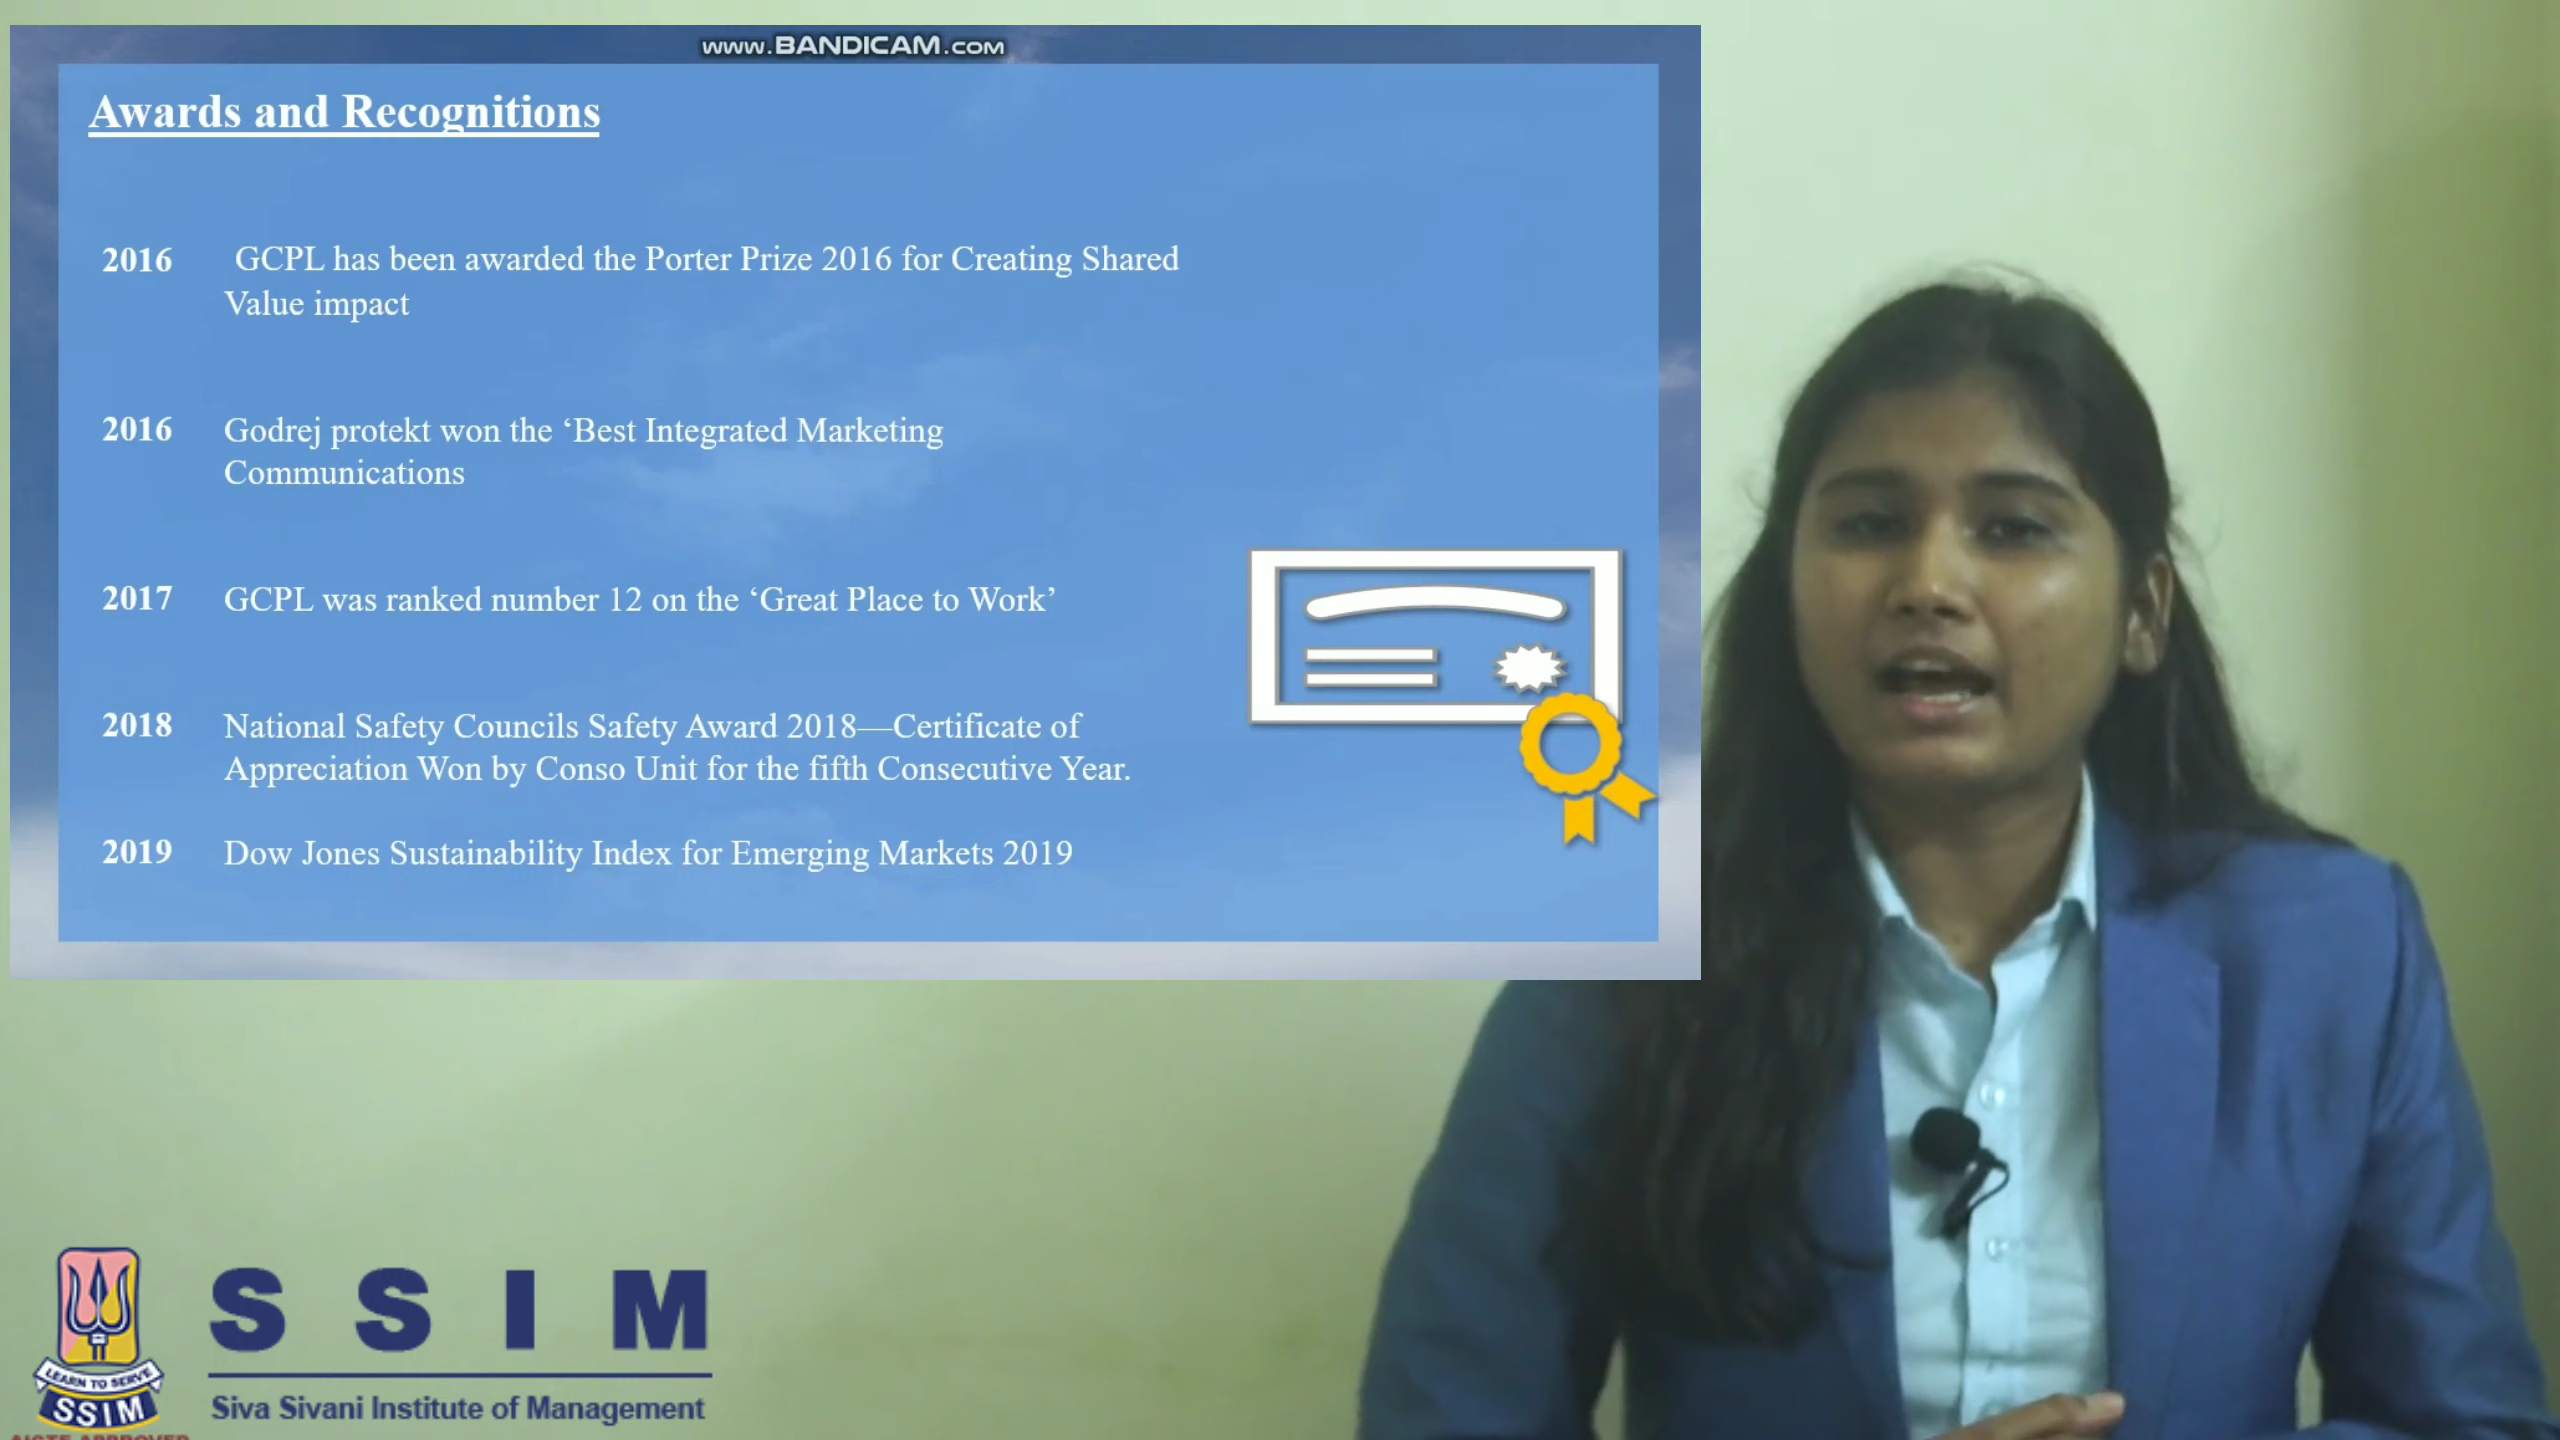 www.BANDICAM.com
Awards and Recognitions
2016 GCPL has been awarded the Porter Prize 2016 for Creating Shared
Value impact
2016 Godrej protekt won the ‘Best Integrated Marketing
Communications
2017 GCPL was ranked number 12 on the ‘Great Place to Work’
2018 National Safety Councils Safety Award 2018—Certificate of
Appreciation Won by Conso Unit for the fifth Consecutive Year.
2019 Dow Jones Sustainability Index for Emerging Markets 2019
LEARN TO SERVE
SSIM
AICTE APPROVED
S S I M
Siva Sivani Institute of Management